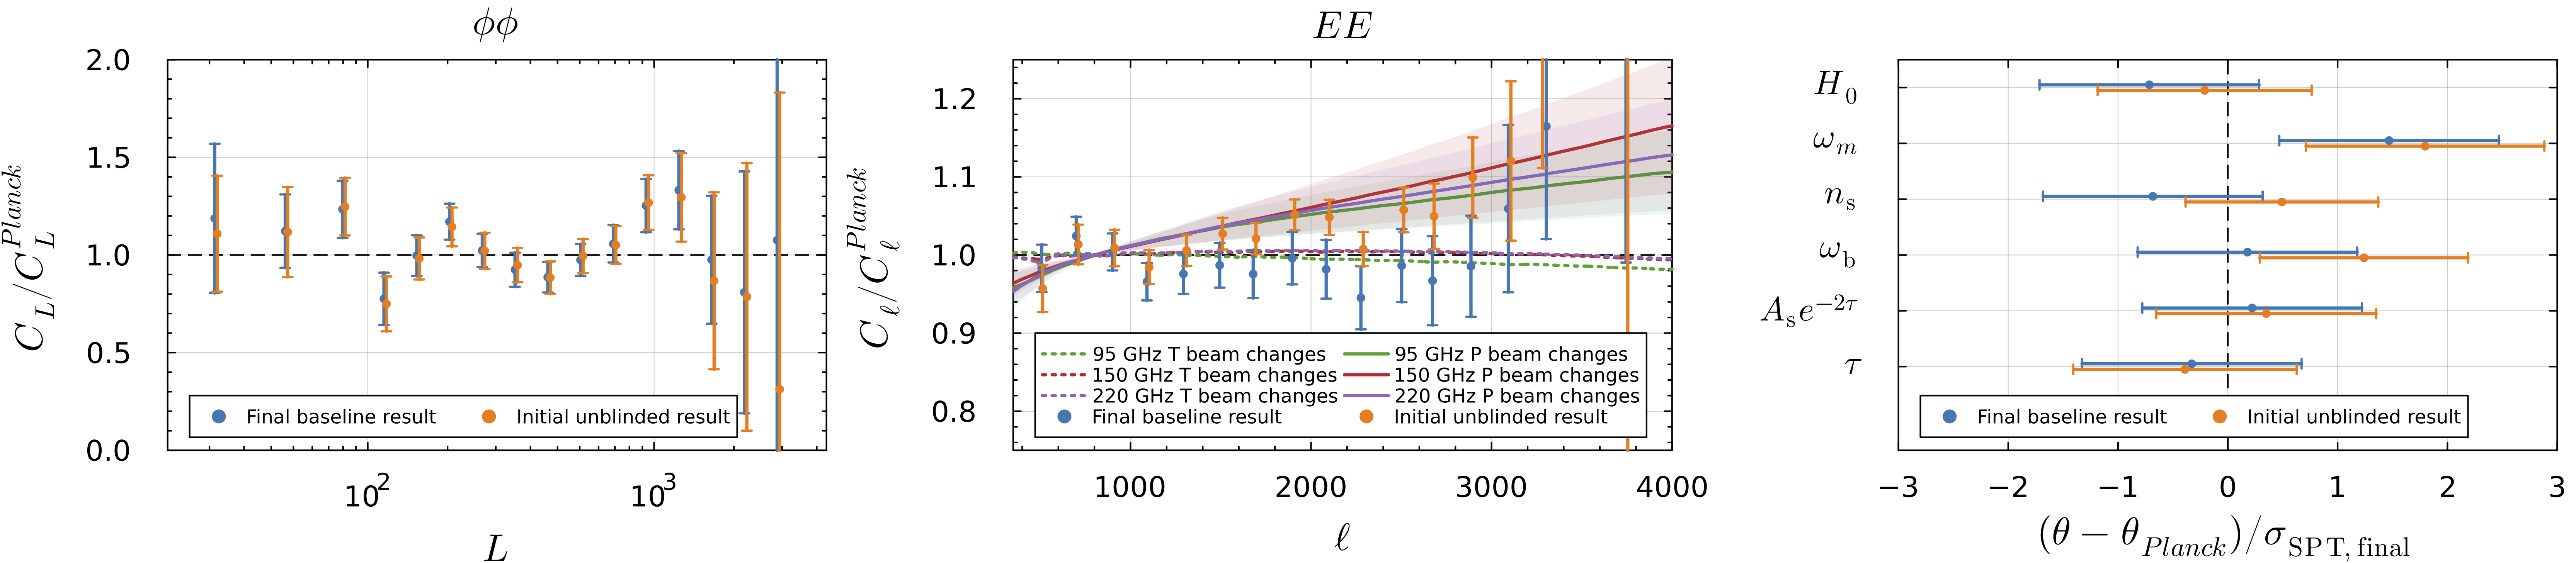 ϕϕ
C_L/C_L^{Planck}
2.0
1.5
1.0
0.5
0.0
Final baseline result
Initial unblinded result
10^2
10^3
L
EE
C_ℓ/C_ℓ^{Planck}
1.2
1.1
1.0
0.9
0.8
95 GHz T beam changes
95 GHz P beam changes
150 GHz T beam changes
150 GHz P beam changes
220 GHz T beam changes
220 GHz P beam changes
Final baseline result
Initial unblinded result
1000
2000
3000
4000
ℓ
H_0
ω_m
n_s
ω_b
A_s e^{−2τ}
τ
Final baseline result
Initial unblinded result
−3
−2
−1
0
1
2
3
(θ − θ_{Planck})/σ_{SPT, final}